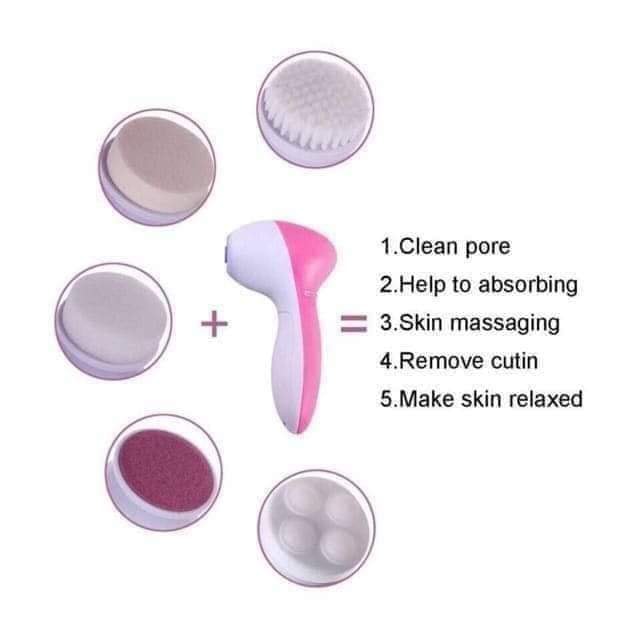 1.Clean pore
2.Help to absorbing
3.Skin massaging
4.Remove cutin
5.Make skin relaxed